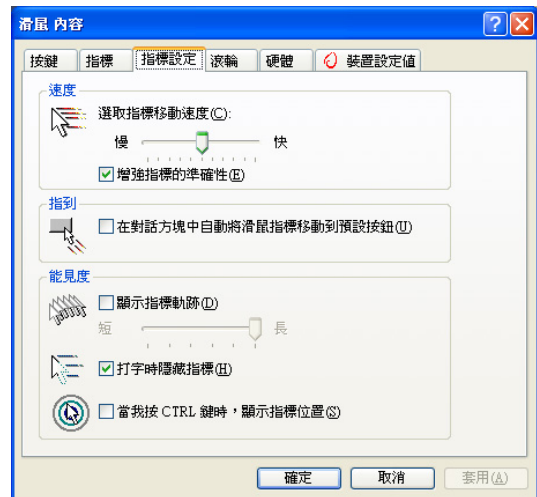 滑鼠 內容
按鍵 指標 指標設定 滾輪 硬體 裝置設定值
速度
選取指標移動速度(C):
慢 快
增強指標的準確性(E)
指到
在對話方塊中自動將滑鼠指標移動到預設按鈕(U)
能見度
顯示指標軌跡(D)
短 長
打字時隱藏指標(H)
當我按 CTRL 鍵時，顯示指標位置(S)
確定 取消 套用(A)